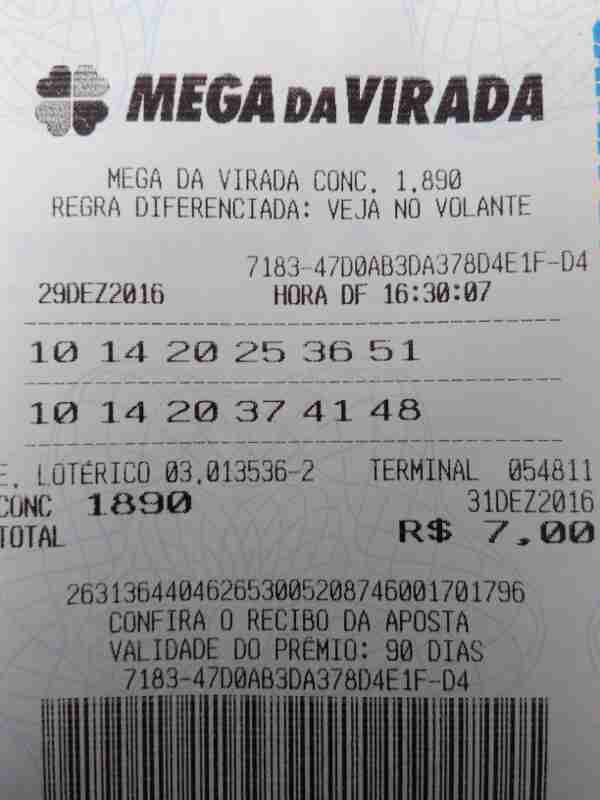 MEGA DA VIRADA
MEGA DA VIRADA CONC. 1.890
REGRA DIFERENCIADA: VEJA NO VOLANTE
7183-47D0AB3DA378D4E1F-D4
29DEZ2016 HORA DF 16:30:07
10 14 20 25 36 51
10 14 20 37 41 48
E. LOTÉRICO 03.013536-2 TERMINAL 054811
CONC 1890 31DEZ2016
TOTAL R$ 7,00
263136440462653005208746001701796
CONFIRA O RECIBO DA APOSTA
VALIDADE DO PRÊMIO: 90 DIAS
7183-47D0AB3DA378D4E1F-D4